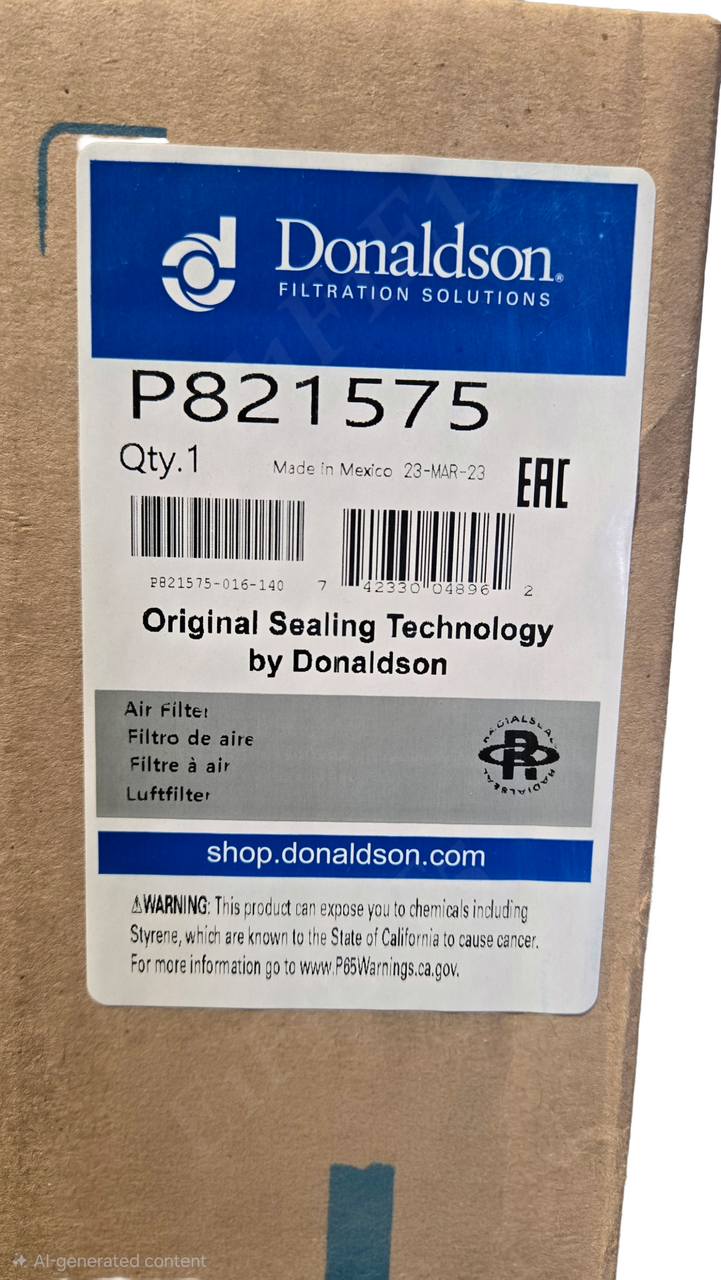 Donaldson®
FILTRATION SOLUTIONS
P821575
Qty.1
Made in Mexico 23-MAR-23
EAC
P821575-016-140
7 42330 04896 2
Original Sealing Technology
by Donaldson
Air Filter
Filtro de aire
Filtre à air
Luftfilter
RADIALSEAL
R
RADIALSEAL
shop.donaldson.com
⚠WARNING: This product can expose you to chemicals including
Styrene, which are known to the State of California to cause cancer.
For more information go to www.P65Warnings.ca.gov.
AI-generated content